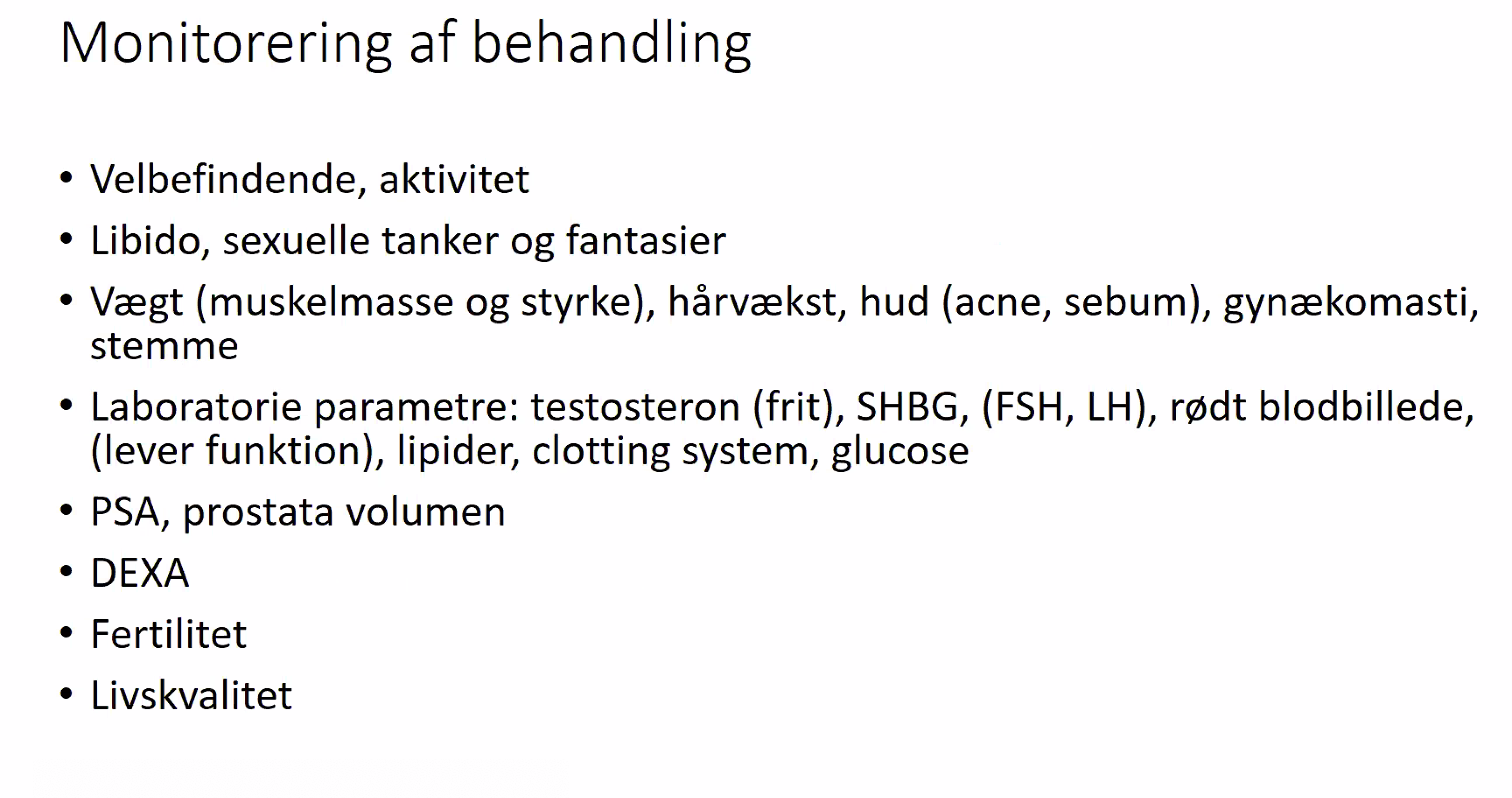 Monitorering af behandling
• Velbefindende, aktivitet
• Libido, sexuelle tanker og fantasier
• Vægt (muskelmasse og styrke), hårvækst, hud (acne, sebum), gynækomasti,
stemme
• Laboratorie parametre: testosteron (frit), SHBG, (FSH, LH), rødt blodbillede,
(lever funktion), lipider, clotting system, glucose
• PSA, prostata volumen
• DEXA
• Fertilitet
• Livskvalitet